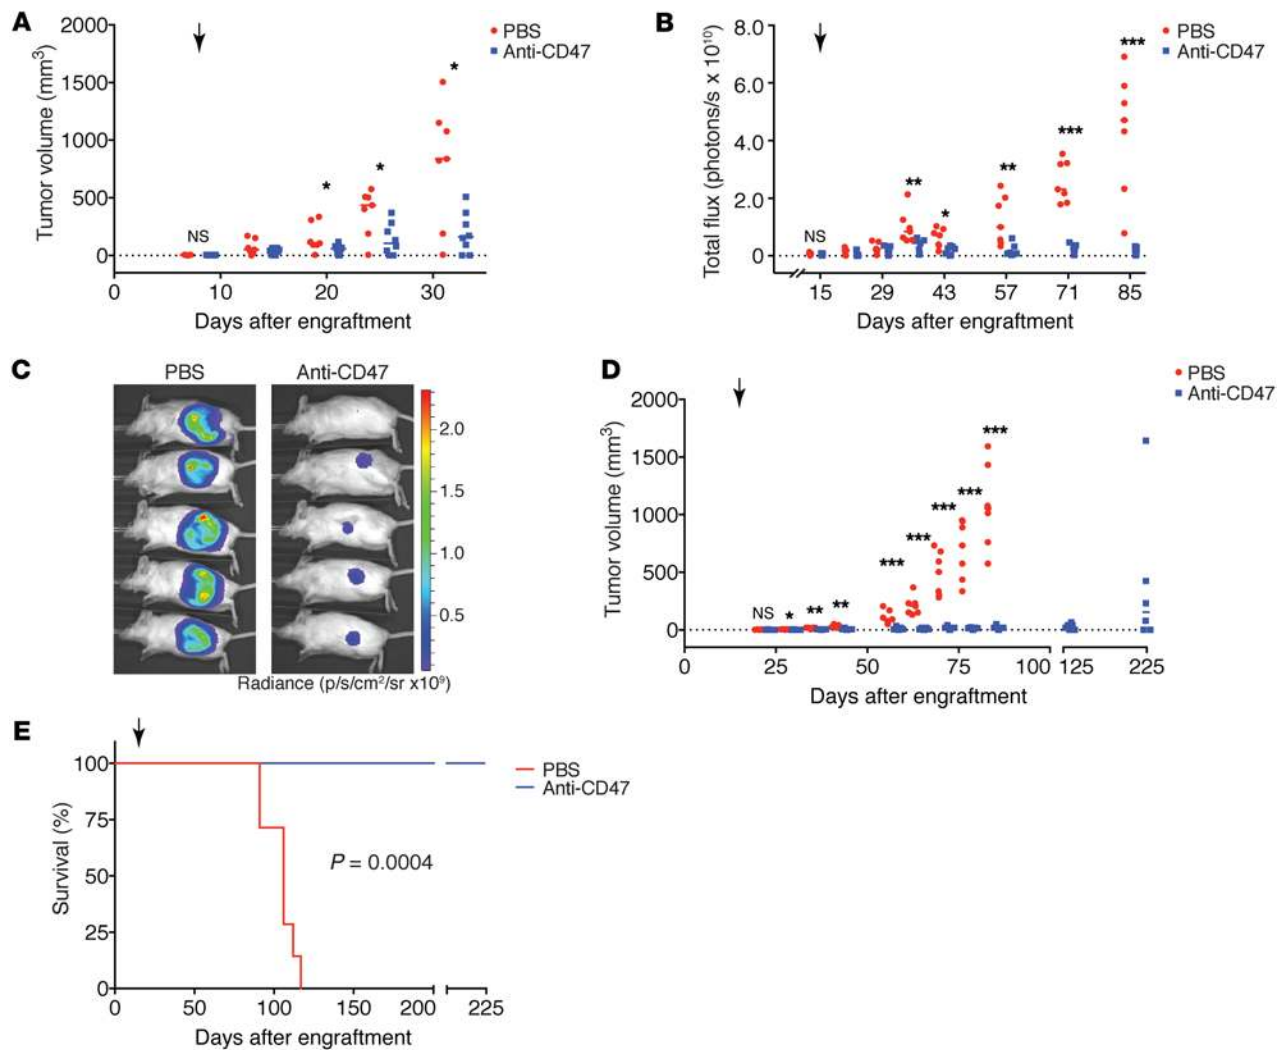 A
Tumor volume (mm³)
2000
1500
1000
500
0
NS
*
*
*
PBS
Anti-CD47
0 10 20 30
Days after engraftment
B
Total flux (photons/s x 10¹⁰)
8.0
6.0
4.0
2.0
0
NS
**
*
**
***
***
PBS
Anti-CD47
15 29 43 57 71 85
Days after engraftment
C
PBS Anti-CD47
2.0
1.5
1.0
0.5
Radiance (p/s/cm²/sr x10⁹)
D
Tumor volume (mm³)
2000
1500
1000
500
0
NS
*
**
**
***
***
***
***
***
PBS
Anti-CD47
0 25 50 75 100 125 225
Days after engraftment
E
Survival (%)
100
75
50
25
0
P = 0.0004
PBS
Anti-CD47
0 50 100 150 200 225
Days after engraftment